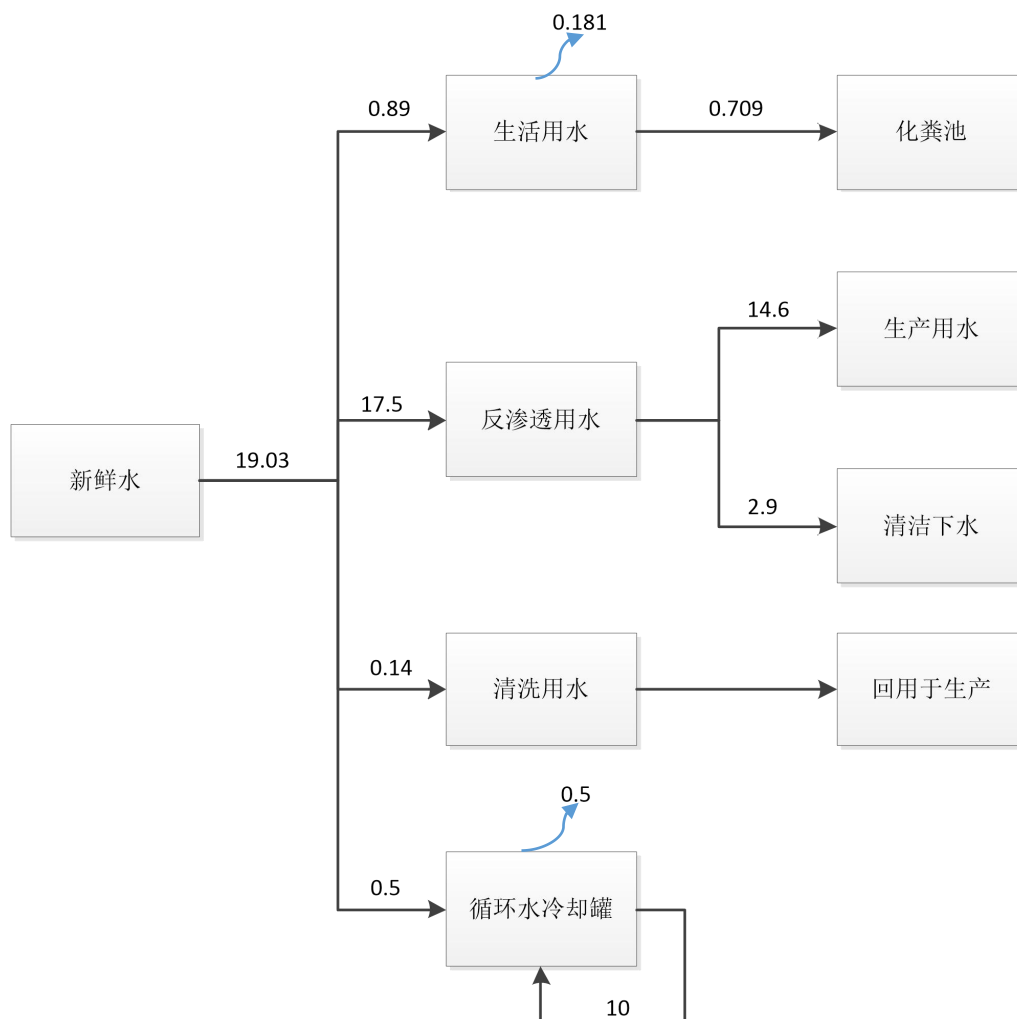 0.181
0.89
生活用水
0.709
化粪池
14.6
生产用水
17.5
反渗透用水
新鲜水
19.03
2.9
清洁下水
0.14
清洗用水
回用于生产
0.5
0.5
循环水冷却罐
10